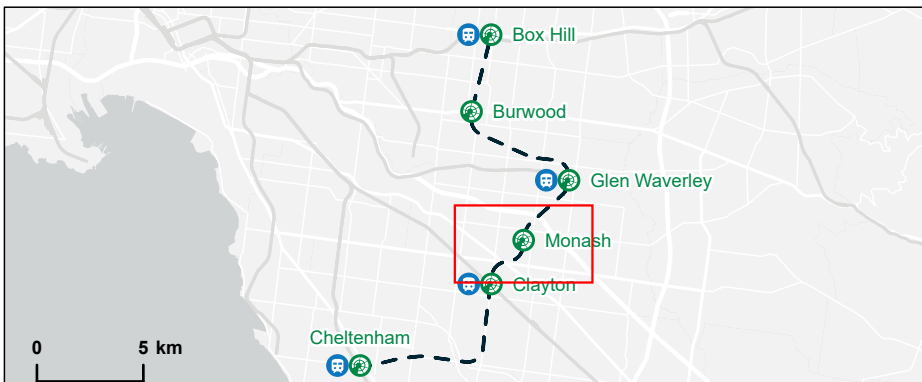 Box Hill
Burwood
Glen Waverley
Monash
Clayton
Cheltenham
0 5 km